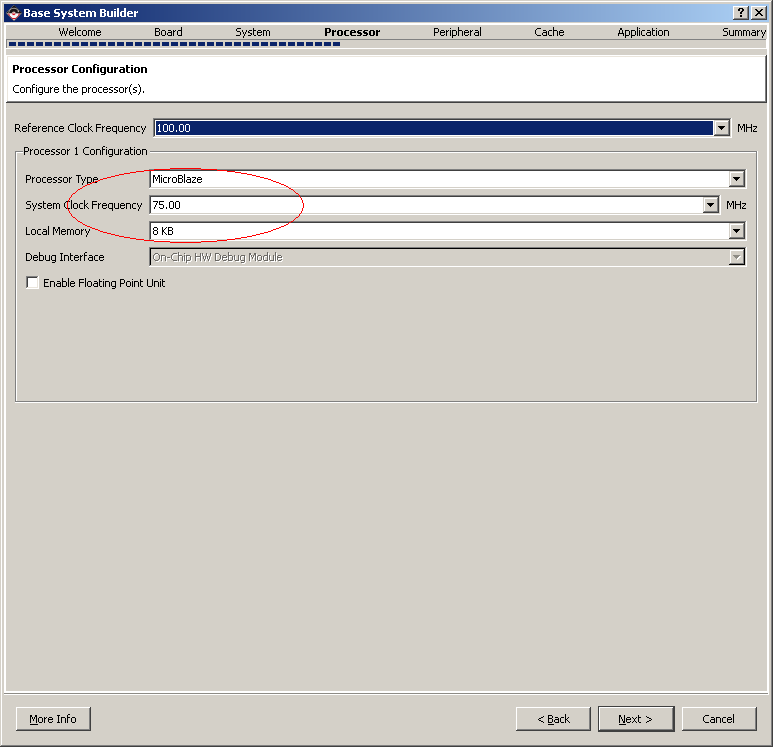 Base System Builder
Welcome Board System Processor Peripheral Cache Application Summary
Processor Configuration
Configure the processor(s).
Reference Clock Frequency 100.00 MHz
Processor 1 Configuration
Processor Type MicroBlaze
System Clock Frequency 75.00 MHz
Local Memory 8 KB
Debug Interface On-Chip HW Debug Module
Enable Floating Point Unit
More Info < Back Next > Cancel